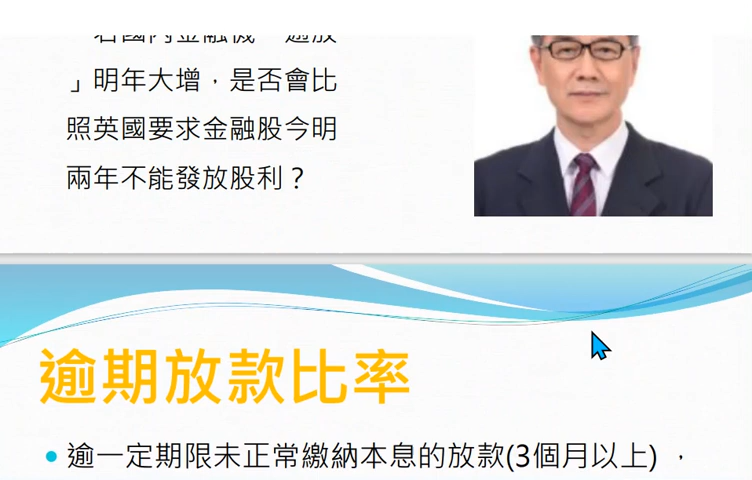 」明年大增,是否會比
照英國要求金融股今明
兩年不能發放股利?
逾期放款比率
逾一定期限未正常繳納本息的放款(3個月以上) ,